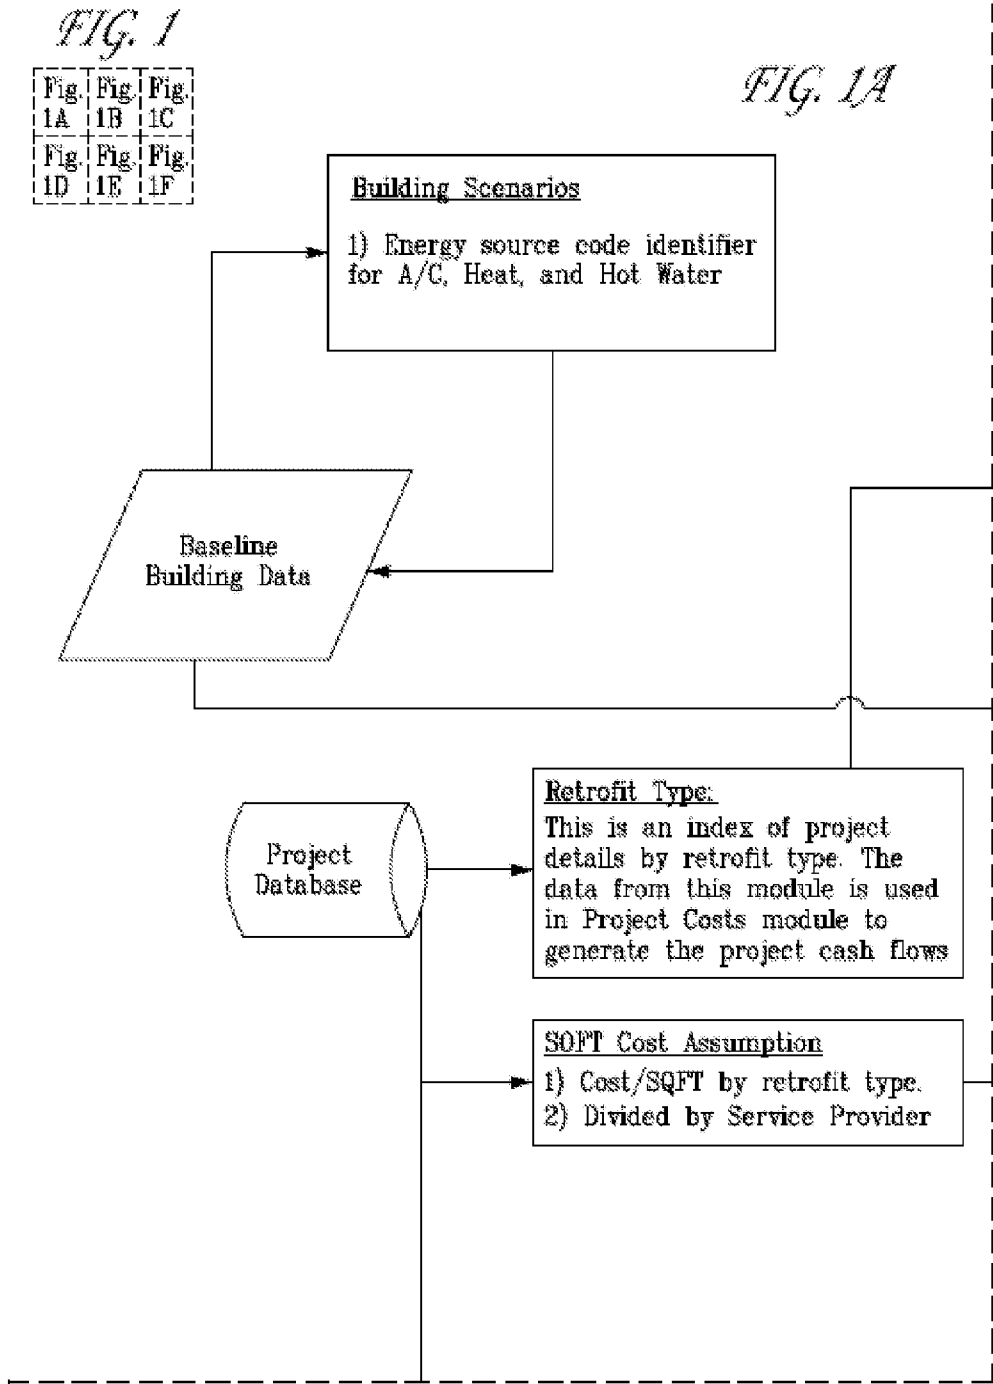 FIG. 1
Fig. 1A Fig. 1B Fig. 1C
Fig. 1D Fig. 1E Fig. 1F
FIG. 1A
Building Scenarios
1) Energy source code identifier
for A/C, Heat, and Hot Water
Baseline
Building Data
Project
Database
Retrofit Type:
This is an index of project
details by retrofit type. The
data from this module is used
in Project Costs module to
generate the project cash flows
SOFT Cost Assumption
1) Cost/SQFT by retrofit type.
2) Divided by Service Provider